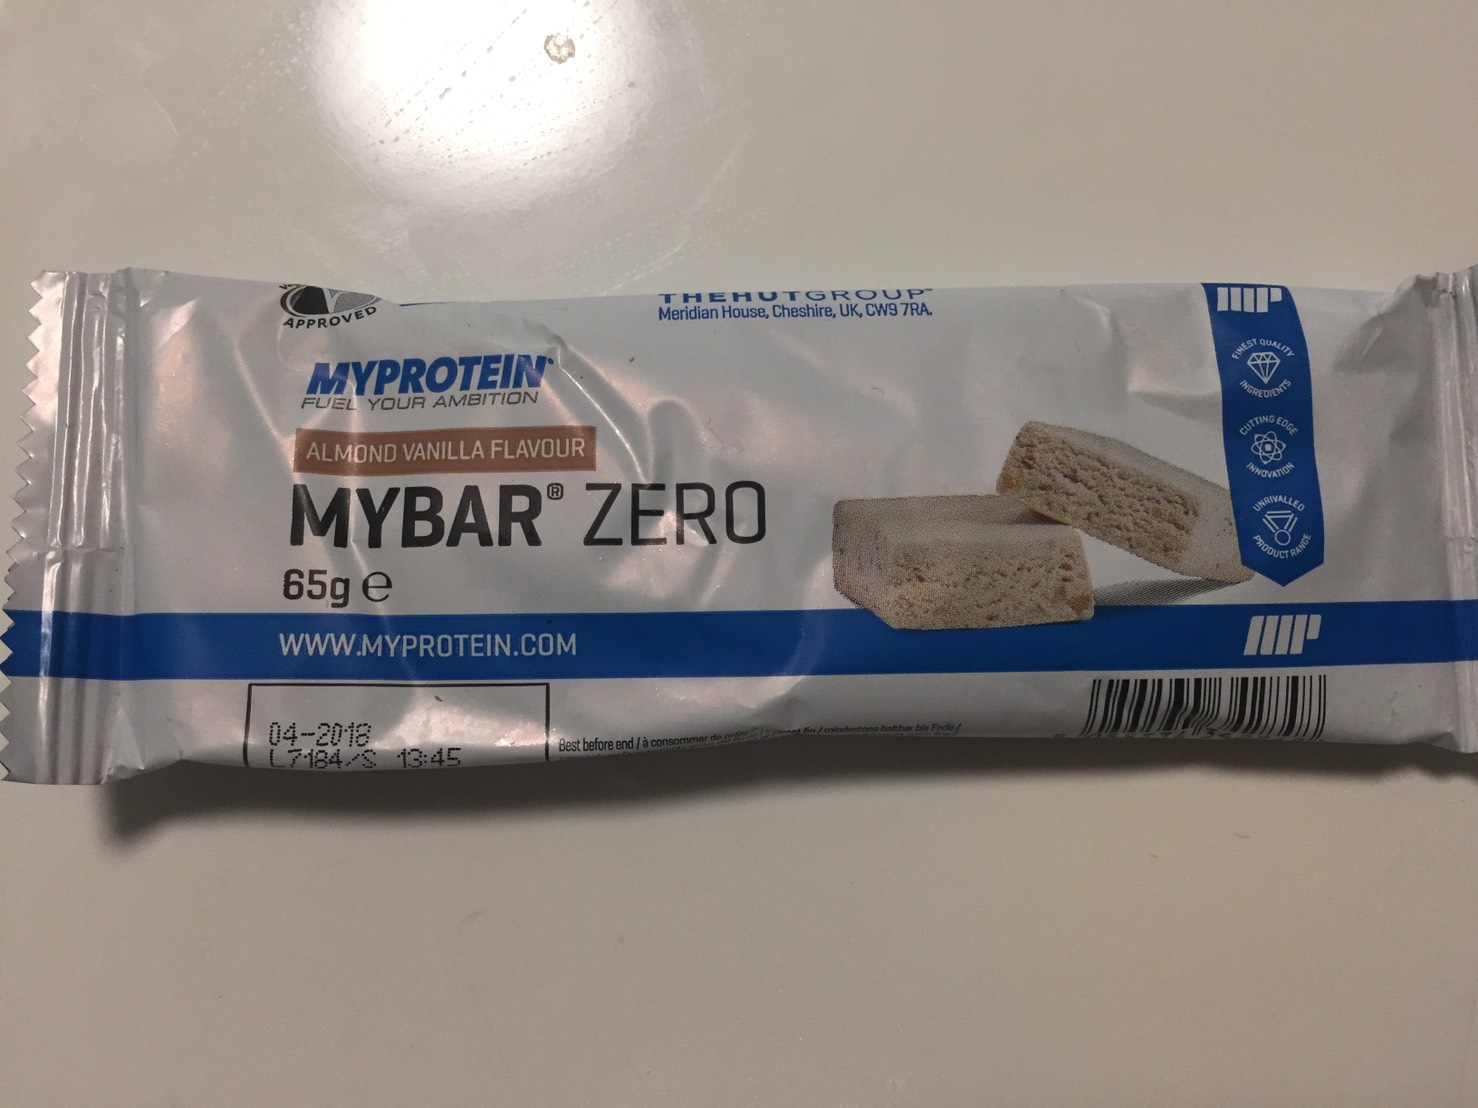 APPROVED
THEHUTGROUP
Meridian House, Cheshire, UK, CW9 7RA.
MYPROTEIN
FUEL YOUR AMBITION
ALMOND VANILLA FLAVOUR
MYBAR® ZERO
65g e
WWW.MYPROTEIN.COM
FINEST QUALITY
INGREDIENTS
CUTTING EDGE
INNOVATION
UNRIVALLED
PRODUCT RANGE
04-2018
L7184/S 13:45
Best before end / à consommer de fin / mindestens haltbar bis Ende /